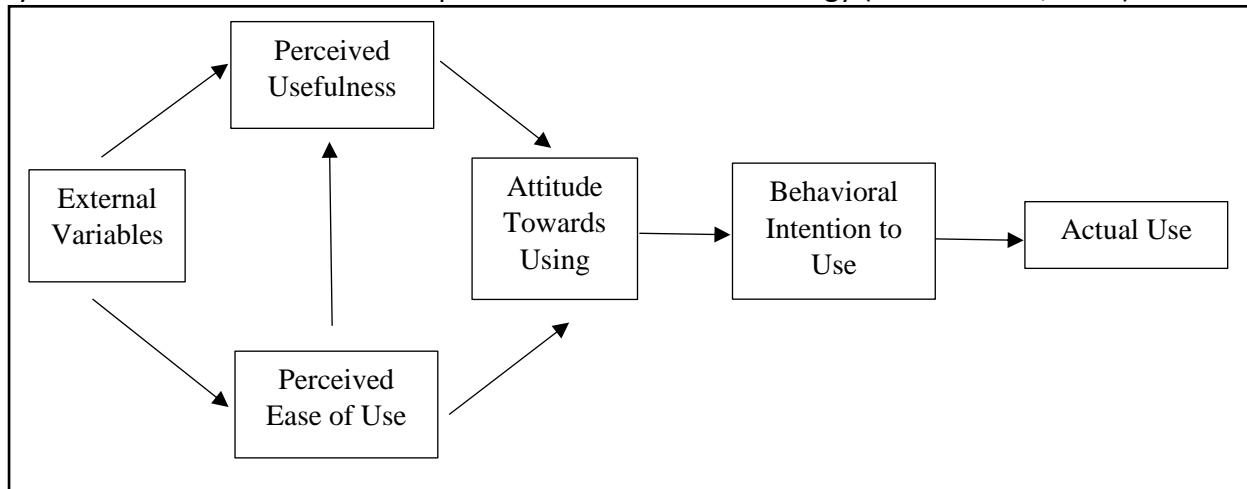 Perceived
Usefulness
External
Variables
Attitude
Towards
Using
Behavioral
Intention to
Use
Actual Use
Perceived
Ease of Use